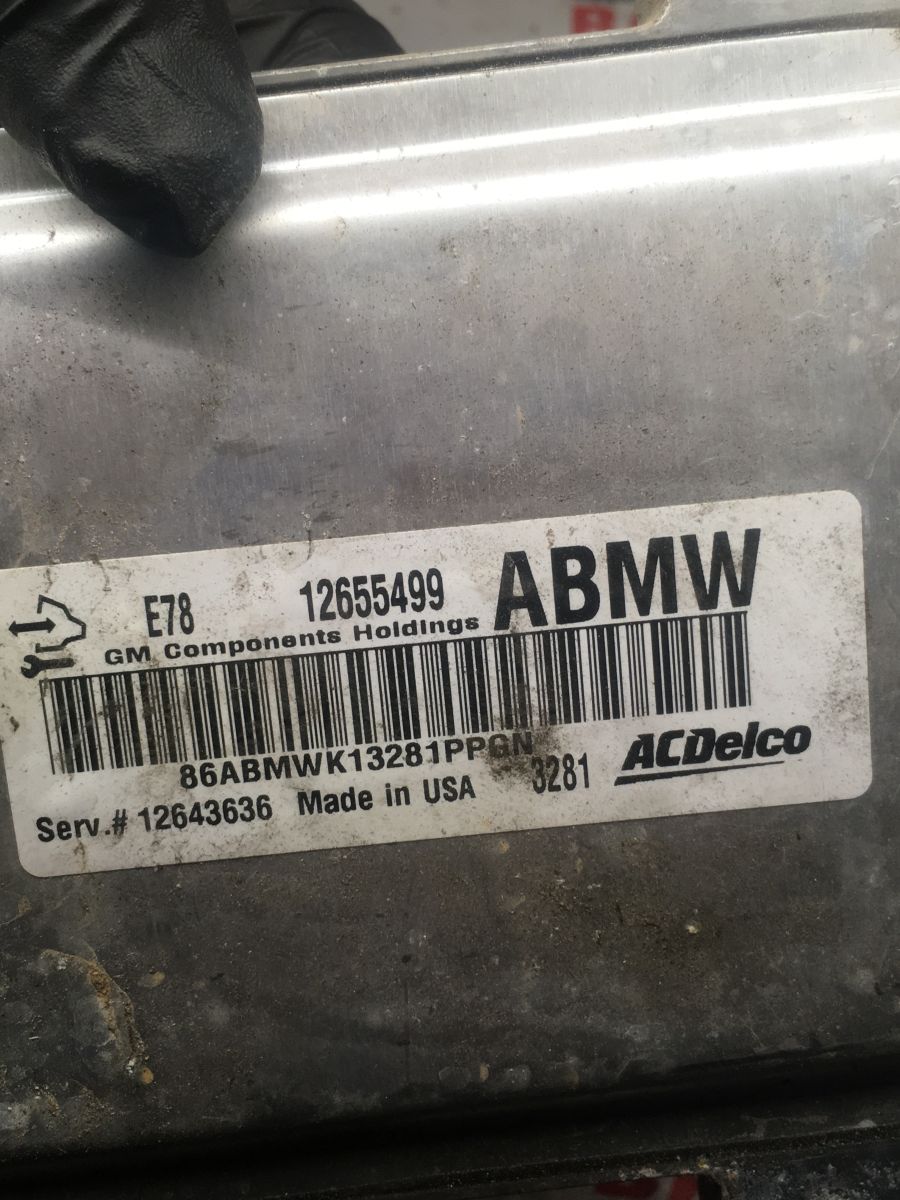 E78 12655499 ABMW
GM Components Holdings
86ABMWK13281PPGN
Serv.# 12643636 Made in USA 3281 ACDelco